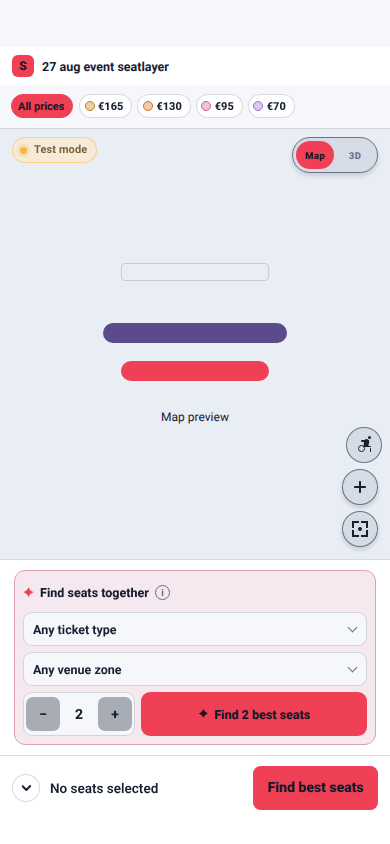 S 27 aug event seatlayer
All prices €165 €130 €95 €70
Test mode
Map 3D
Map preview
Find seats together i
Any ticket type
Any venue zone
− 2 + Find 2 best seats
No seats selected Find best seats